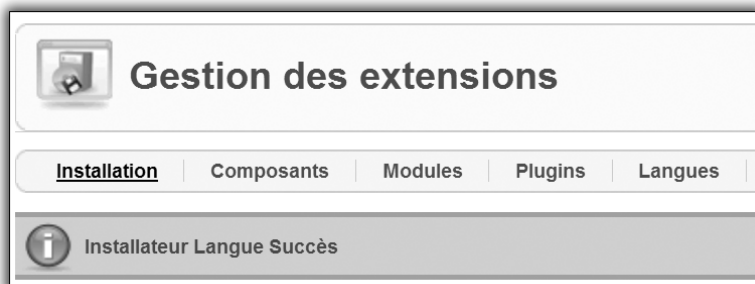 Gestion des extensions
Installation Composants Modules Plugins Langues
Installateur Langue Succès